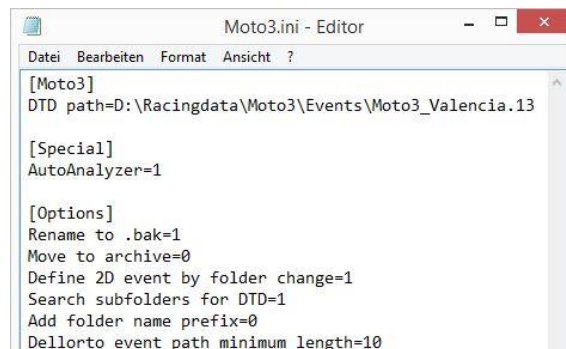 Moto3.ini - Editor
Datei Bearbeiten Format Ansicht ?
[Moto3]
DTD path=D:\Racingdata\Moto3\Events\Moto3_Valencia.13
[Special]
AutoAnalyzer=1
[Options]
Rename to .bak=1
Move to archive=0
Define 2D event by folder change=1
Search subfolders for DTD=1
Add folder name prefix=0
Dellorto event path minimum length=10